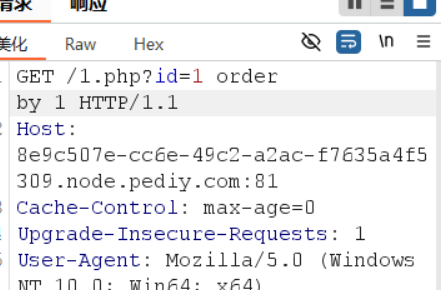 请求 响应
美化 Raw Hex \n
GET /1.php?id=1 order
by 1 HTTP/1.1
Host:
8e9c507e-cc6e-49c2-a2ac-f7635a4f5
309.node.pediy.com:81
Cache-Control: max-age=0
Upgrade-Insecure-Requests: 1
User-Agent: Mozilla/5.0 (Windows
NT 10.0; Win64; x64)